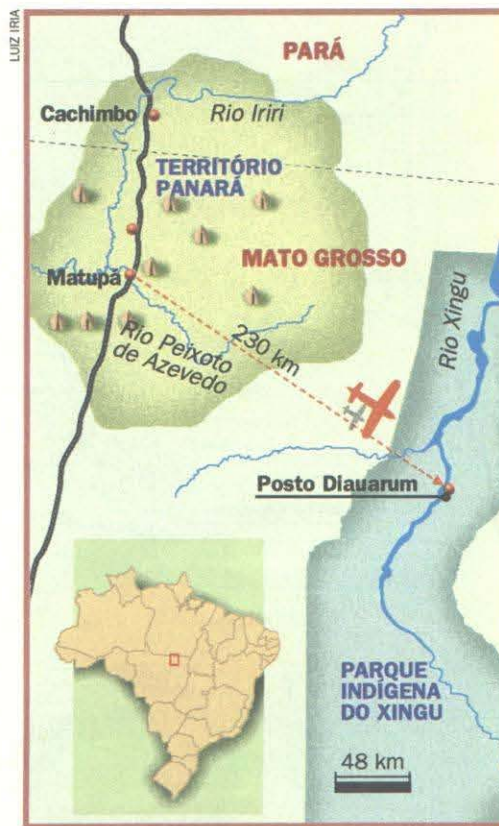 LUIZ IRIA
PARÁ
Cachimbo
Rio Iriri
TERRITÓRIO
PANARÁ
MATO GROSSO
Matupá
Rio Xingu
230 km
Rio Peixoto
de Azevedo
Posto Diauarum
PARQUE
INDÍGENA
DO XINGU
48 km